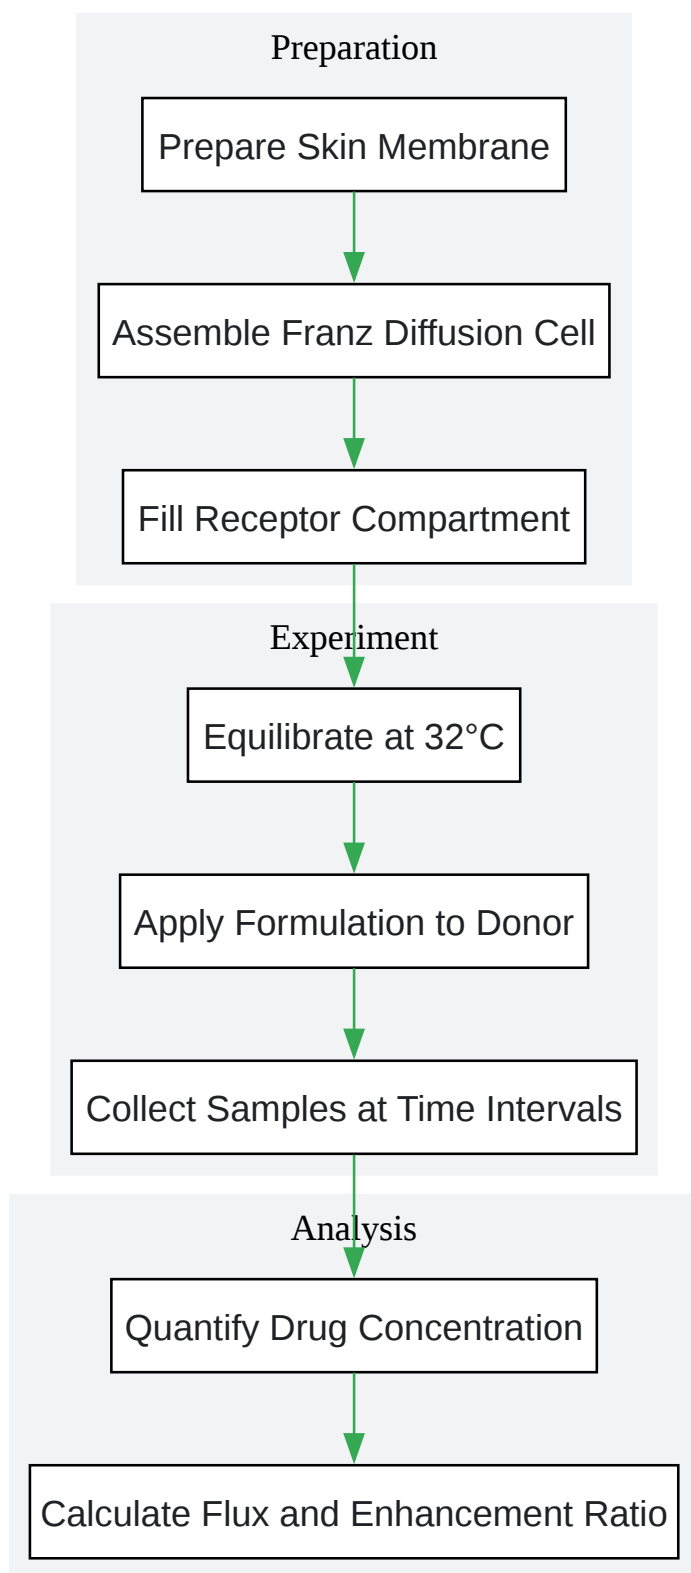 Preparation
Prepare Skin Membrane
Assemble Franz Diffusion Cell
Fill Receptor Compartment
Experiment
Equilibrate at 32°C
Apply Formulation to Donor
Collect Samples at Time Intervals
Analysis
Quantify Drug Concentration
Calculate Flux and Enhancement Ratio